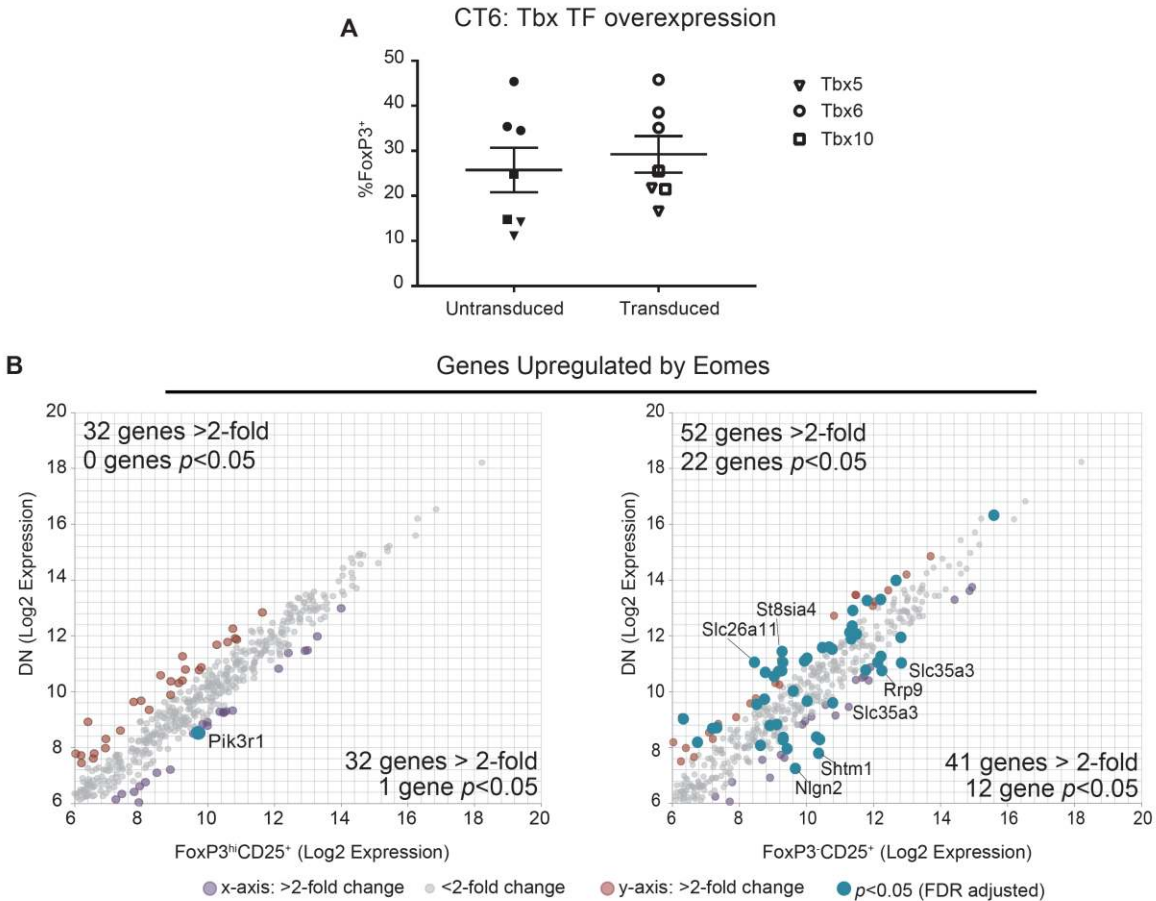 CT6: Tbx TF overexpression
A
50
40
30
20
10
0
%FoxP3⁺
Untransduced
Transduced
Tbx5
Tbx6
Tbx10
B
Genes Upregulated by Eomes
32 genes >2-fold
0 genes p<0.05
Pik3r1
32 genes > 2-fold
1 gene p<0.05
20
18
16
14
12
10
8
6
DN (Log2 Expression)
6 8 10 12 14 16 18 20
FoxP3ʰⁱCD25⁺ (Log2 Expression)
52 genes >2-fold
22 genes p<0.05
St8sia4
Slc26a11
Slc35a3
Rrp9
Slc35a3
Shtm1
Nlgn2
41 genes > 2-fold
12 gene p<0.05
20
18
16
14
12
10
8
6
DN (Log2 Expression)
6 8 10 12 14 16 18 20
FoxP3⁻CD25⁺ (Log2 Expression)
x-axis: >2-fold change <2-fold change y-axis: >2-fold change p<0.05 (FDR adjusted)